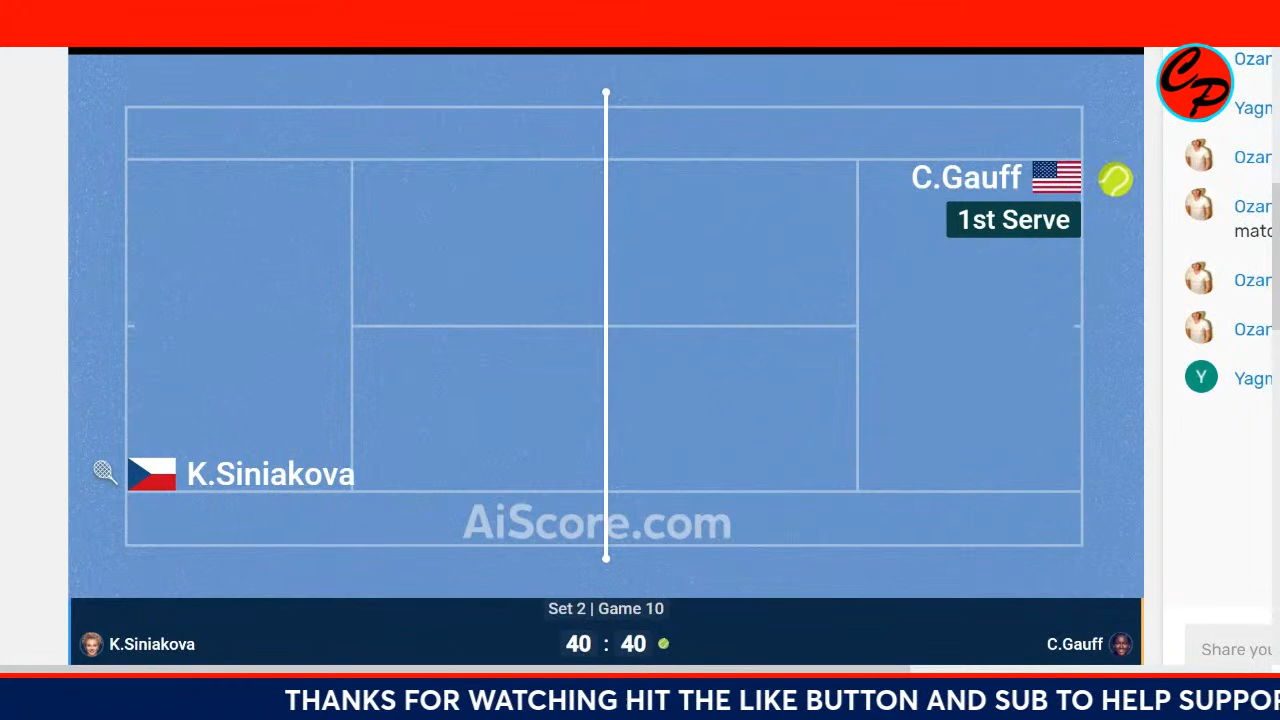 CP
Ozar
Yagn
Ozar
Ozar
matc
Ozar
Ozar
Y
Yagn
C.Gauff
1st Serve
K.Siniakova
AiScore.com
Set 2 | Game 10
K.Siniakova
40 : 40
C.Gauff
Share you
THANKS FOR WATCHING HIT THE LIKE BUTTON AND SUB TO HELP SUPPOR